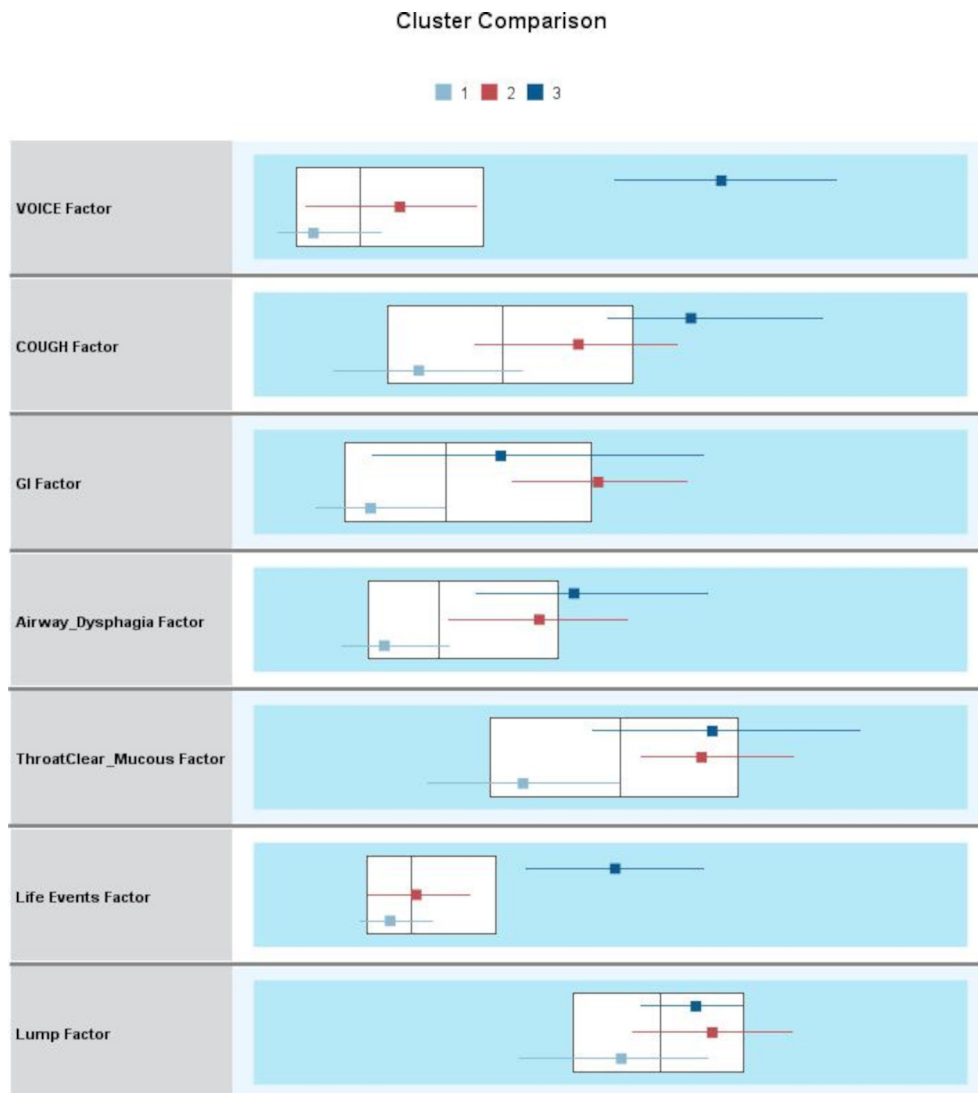 Cluster Comparison
1 2 3
VOICE Factor
COUGH Factor
GI Factor
Airway_Dysphagia Factor
ThroatClear_Mucous Factor
Life Events Factor
Lump Factor